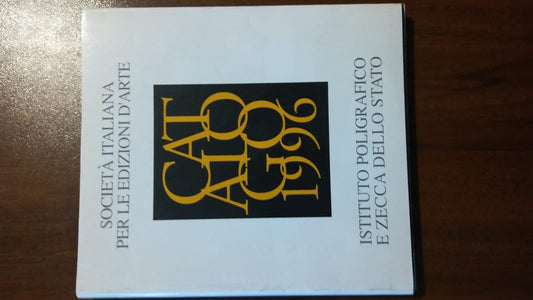 SOCIETÀ ITALIANA
PER LE EDIZIONI D'ARTE
CAT
ALO
GO
1996
ISTITUTO POLIGRAFICO
E ZECCA DELLO STATO